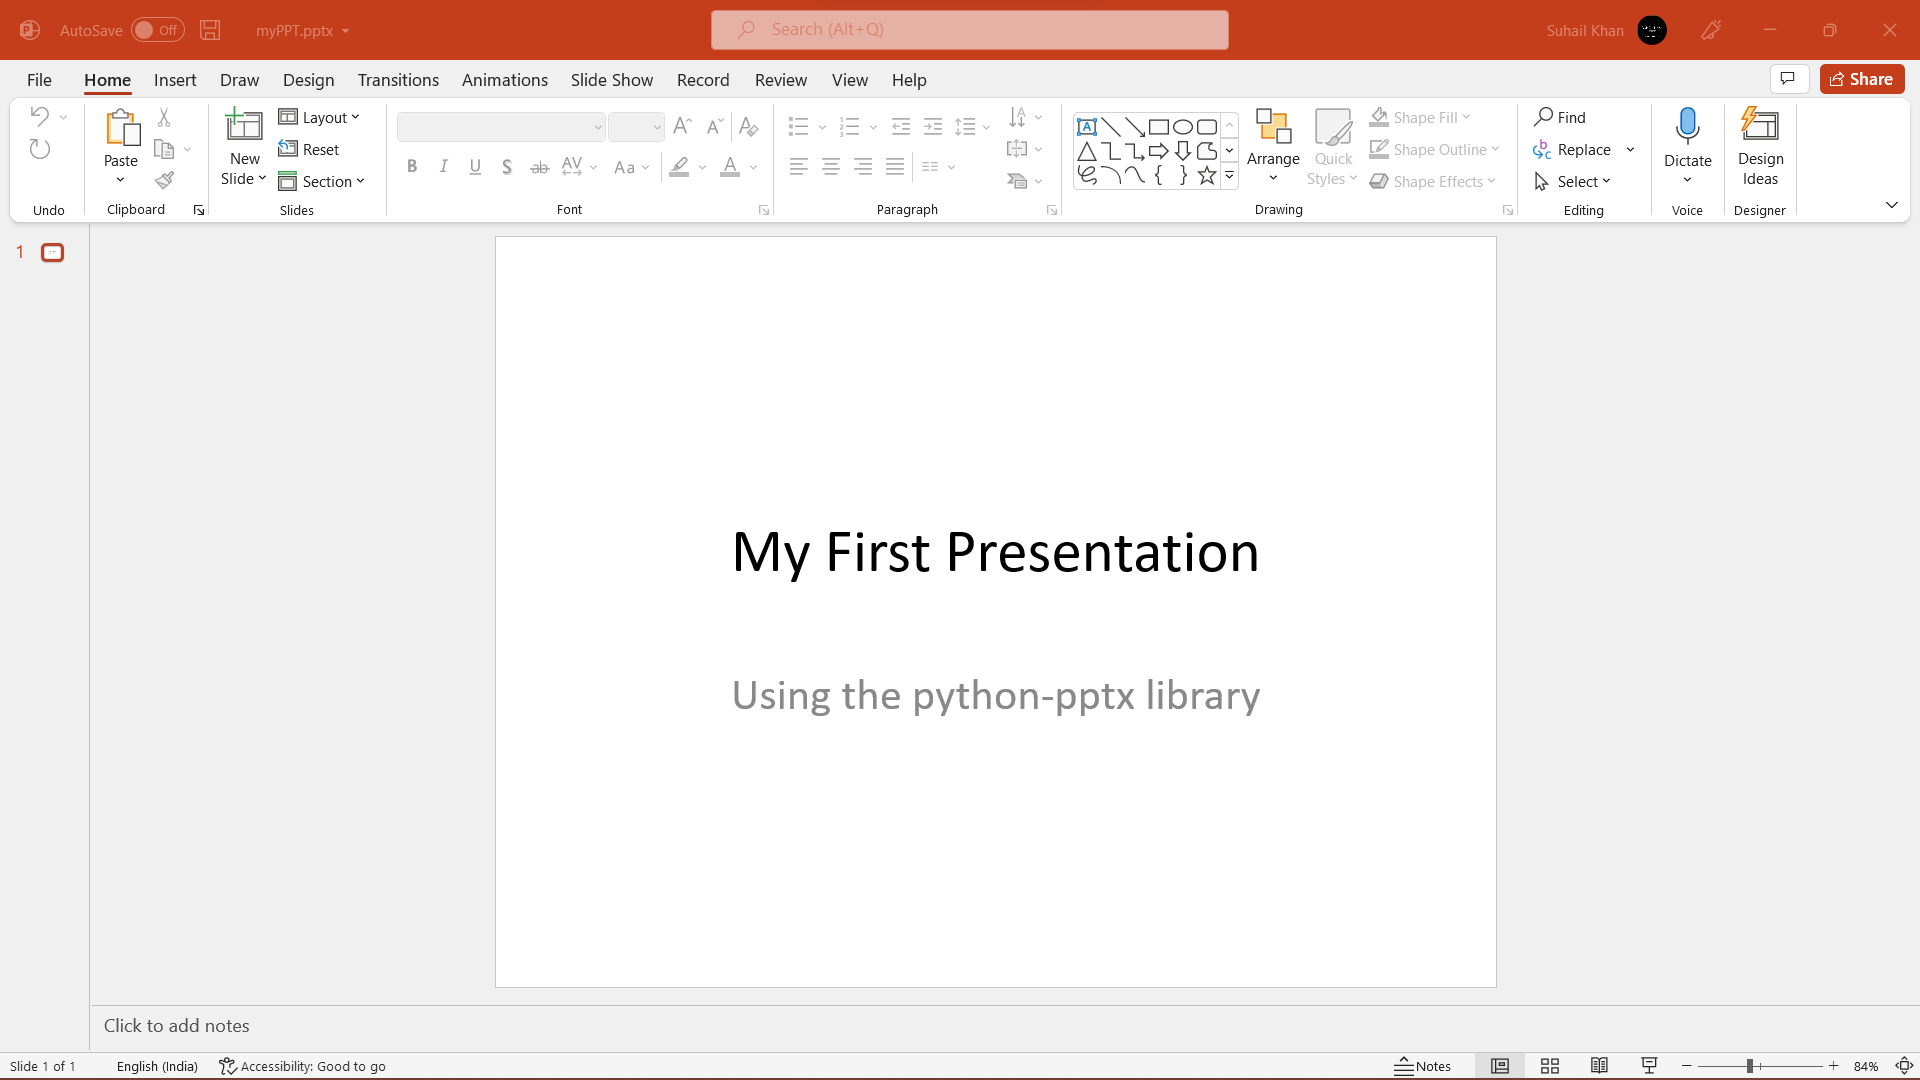 AutoSave Off myPPT.pptx Search (Alt+Q) Suhail Khan
File Home Insert Draw Design Transitions Animations Slide Show Record Review View Help Share
Paste
New
Slide
Layout
Reset
Section
B I U S ab AV Aa A
Arrange
Quick
Styles
Shape Fill
Shape Outline
Shape Effects
Find
Replace
Select
Dictate
Design
Ideas
Undo Clipboard Slides Font Paragraph Drawing Editing Voice Designer
1
My First Presentation
Using the python-pptx library
Click to add notes
Slide 1 of 1 English (India) Accessibility: Good to go Notes 84%